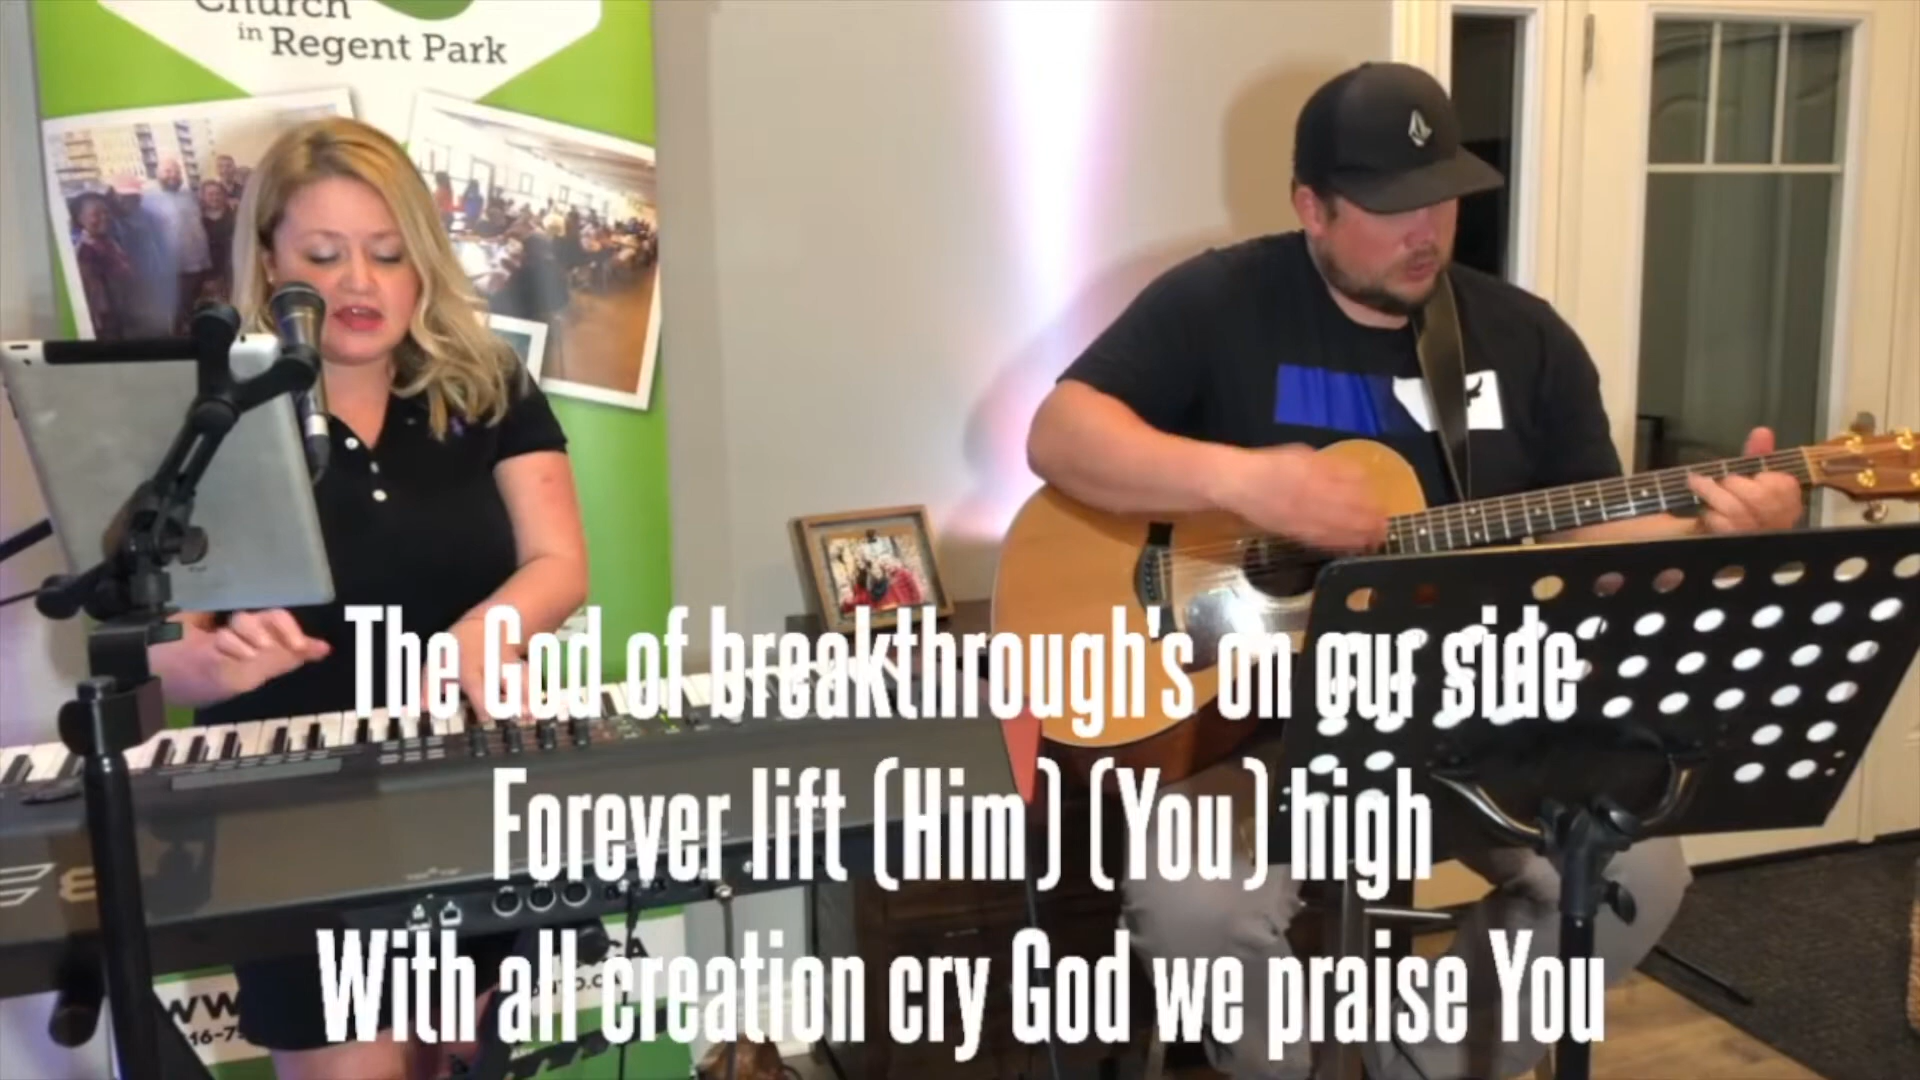 Church
in Regent Park
The God of breakthrough's on our side
Forever lift (Him) (You) high
With all creation cry God we praise You